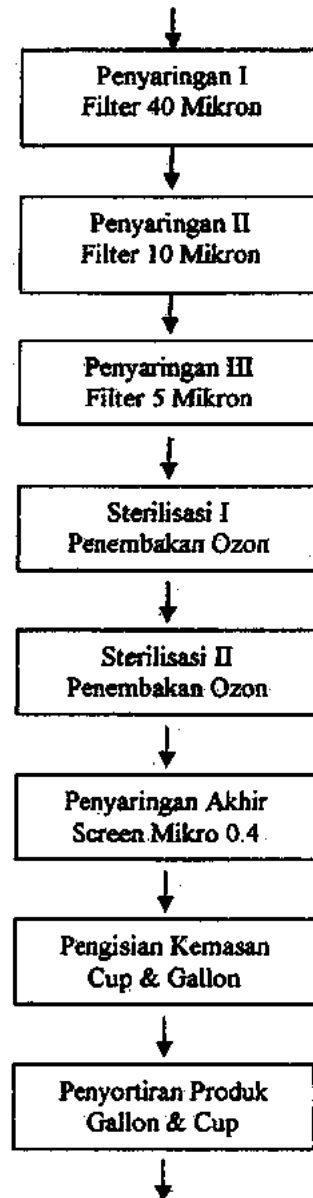 Penyaringan I
Filter 40 Mikron
Penyaringan II
Filter 10 Mikron
Penyaringan III
Filter 5 Mikron
Sterilisasi I
Penembakan Ozon
Sterilisasi II
Penembakan Ozon
Penyaringan Akhir
Screen Mikro 0.4
Pengisian Kemasan
Cup & Gallon
Penyortiran Produk
Gallon & Cup